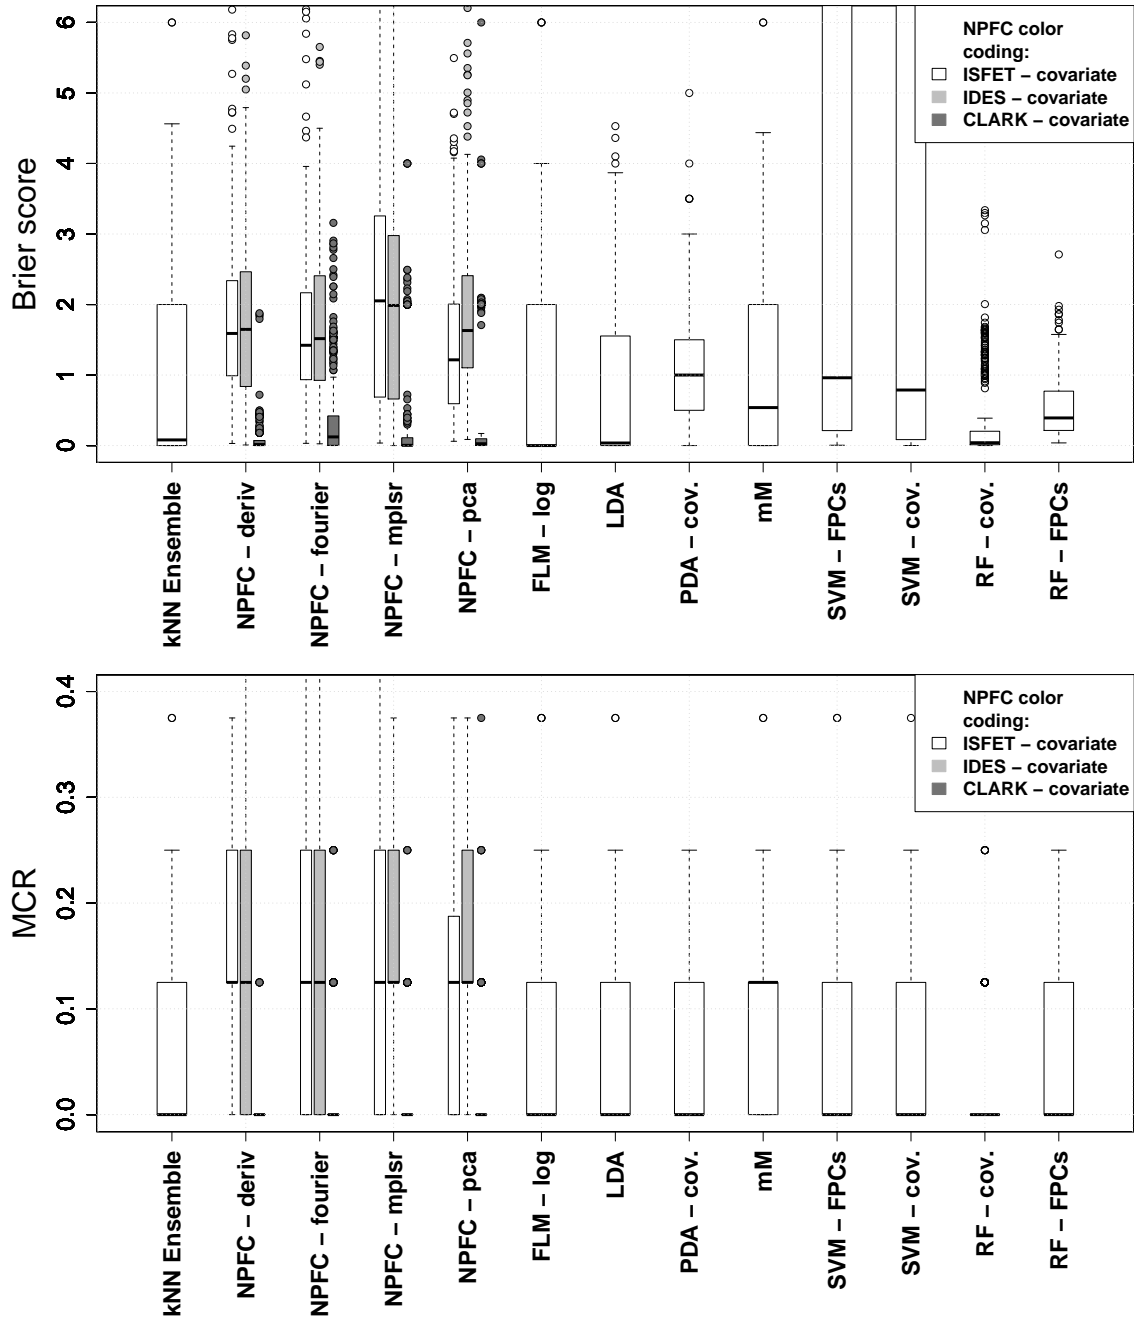 Brier score
6
5
4
3
2
1
0
NPFC color
coding:
ISFET – covariate
IDES – covariate
CLARK – covariate
kNN Ensemble
NPFC – deriv
NPFC – fourier
NPFC – mplsr
NPFC – pca
FLM – log
LDA
PDA – cov.
mM
SVM – FPCs
SVM – cov.
RF – cov.
RF – FPCs
MCR
0.4
0.3
0.2
0.1
0.0
NPFC color
coding:
ISFET – covariate
IDES – covariate
CLARK – covariate
kNN Ensemble
NPFC – deriv
NPFC – fourier
NPFC – mplsr
NPFC – pca
FLM – log
LDA
PDA – cov.
mM
SVM – FPCs
SVM – cov.
RF – cov.
RF – FPCs